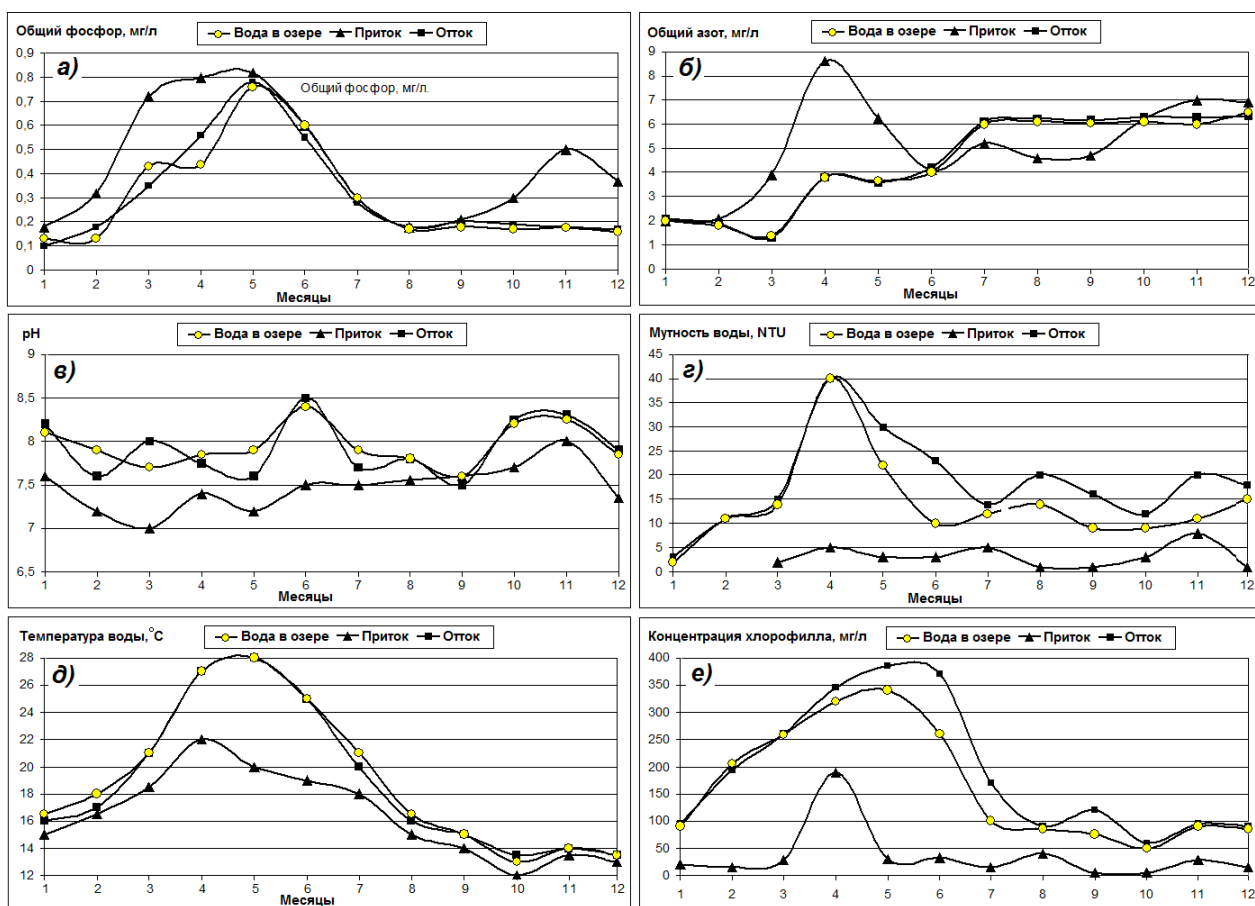 Общий фосфор, мг/л
Вода в озере Приток Отток
а)
Общий фосфор, мг/л.
0,9
0,8
0,7
0,6
0,5
0,4
0,3
0,2
0,1
0
1 2 3 4 5 6 7 8 9 10 11 12
Месяцы
Общий азот, мг/л
Вода в озере Приток Отток
б)
9
8
7
6
5
4
3
2
1
0
1 2 3 4 5 6 7 8 9 10 11 12
Месяцы
pH
Вода в озере Приток Отток
в)
9
8,5
8
7,5
7
6,5
1 2 3 4 5 6 7 8 9 10 11 12
Месяцы
Мутность воды, NTU
Вода в озере Приток Отток
г)
45
40
35
30
25
20
15
10
5
0
1 2 3 4 5 6 7 8 9 10 11 12
Месяцы
Температура воды,°С
Вода в озере Приток Отток
д)
28
26
24
22
20
18
16
14
12
1 2 3 4 5 6 7 8 9 10 11 12
Месяцы
Концентрация хлорофилла, мг/л
Вода в озере Приток Отток
е)
400
350
300
250
200
150
100
50
0
1 2 3 4 5 6 7 8 9 10 11 12
Месяцы